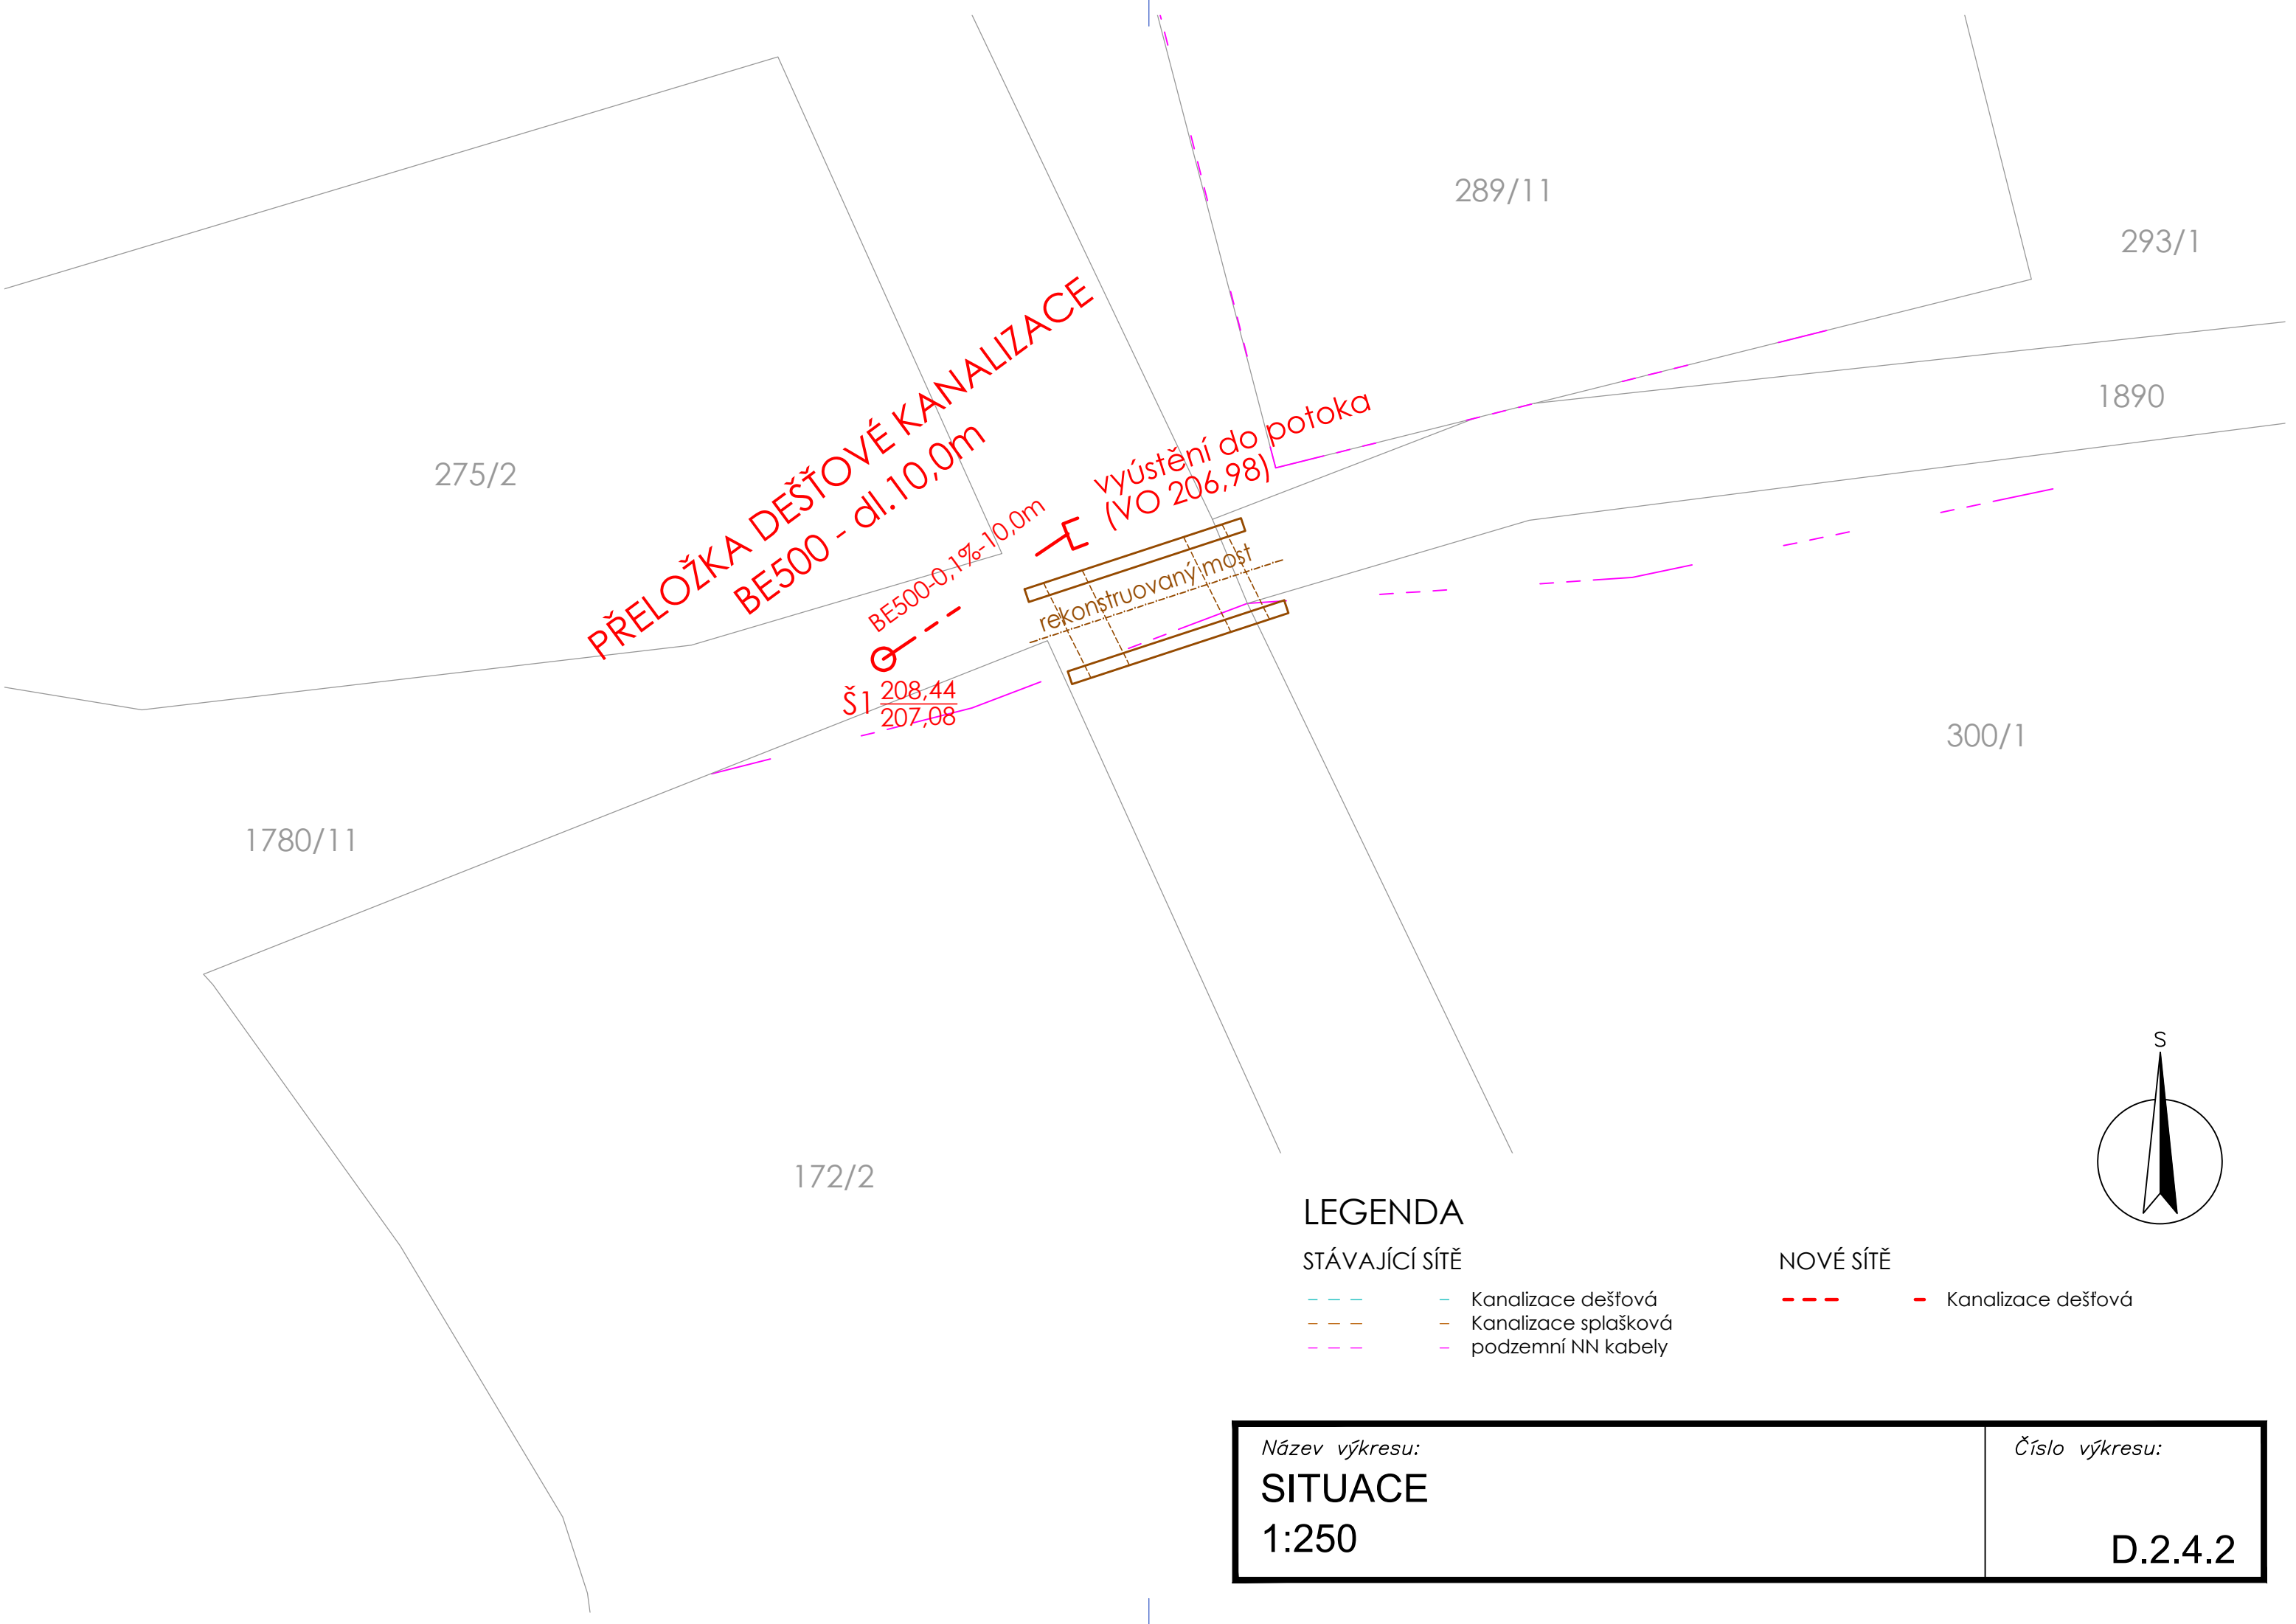 289/11
293/1
1890
275/2
PŘELOŽKA DEŠŤOVÉ KANALIZACE
BE500 - dl.10,0m
BE500-0,1%-10,0m
vyústění do potoka
(VO 206,98)
rekonstruovaný most
Š1 208,44
207,08
300/1
1780/11
172/2
S
LEGENDA
STÁVAJÍCÍ SÍTĚ
Kanalizace dešťová
Kanalizace splašková
podzemní NN kabely
NOVÉ SÍTĚ
Kanalizace dešťová
Název výkresu:
SITUACE
1:250
Číslo výkresu:
D.2.4.2